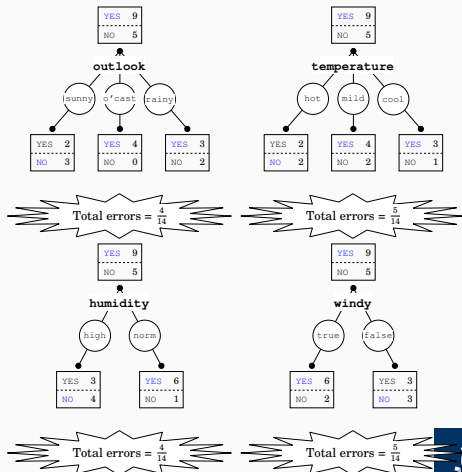 YES 9
NO 5
outlook
sunny o'cast rainy
YES 2
NO 3
YES 4
NO 0
YES 3
NO 2
Total errors = 4/14
YES 9
NO 5
temperature
hot mild cool
YES 2
NO 2
YES 4
NO 2
YES 3
NO 1
Total errors = 5/14
YES 9
NO 5
humidity
high norm
YES 3
NO 4
YES 6
NO 1
Total errors = 4/14
YES 9
NO 5
windy
true false
YES 6
NO 2
YES 3
NO 3
Total errors = 5/14